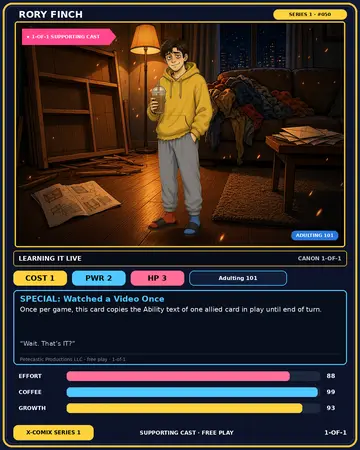 RORY FINCH
SERIES 1 · #050
★ 1-OF-1 SUPPORTING CAST
ADULTING 101
LEARNING IT LIVE
CANON 1-OF-1
COST 1
PWR 2
HP 3
Adulting 101
SPECIAL: Watched a Video Once
Once per game, this card copies the Ability text of one allied card in play until end of turn.
“Wait. That’s IT?”
Perlecastic Productions LLC · free play · 1-of-1
EFFORT
88
COFFEE
99
GROWTH
93
X-COMIX SERIES 1
SUPPORTING CAST · FREE PLAY
1-OF-1